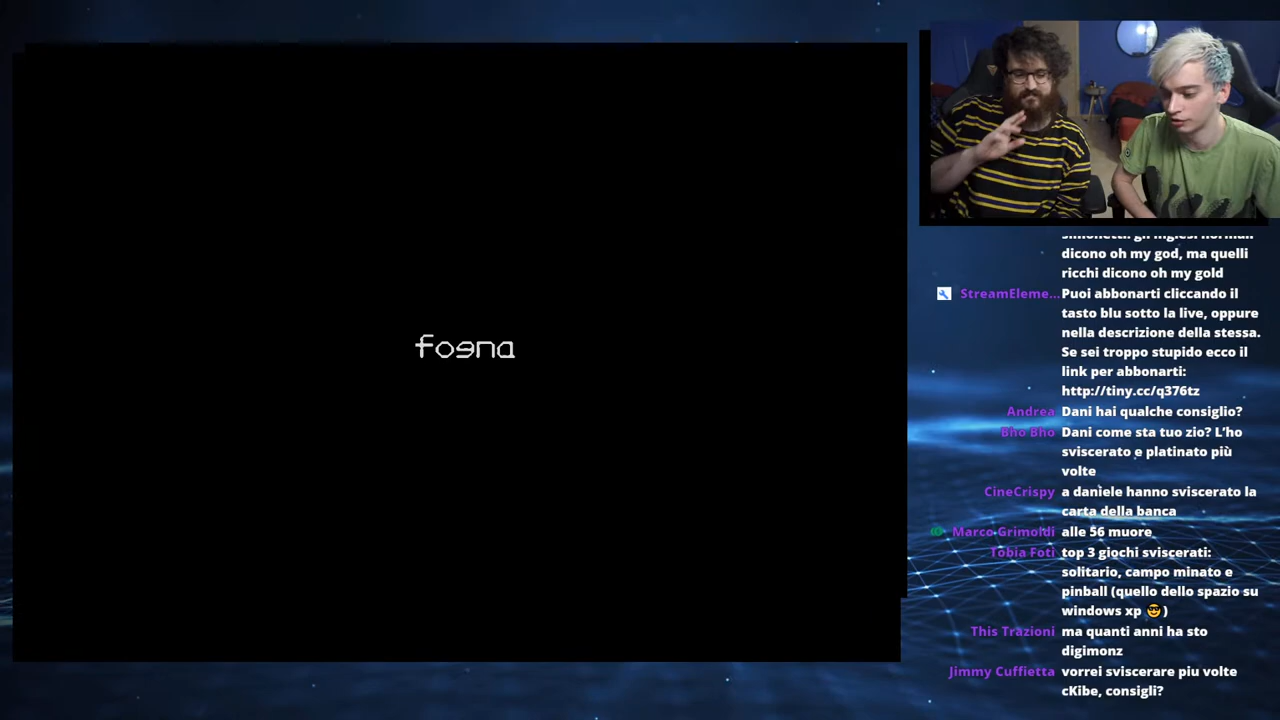 fogna
dicono oh my god, ma quelli
ricchi dicono oh my gold
StreamEleme... Puoi abbonarti cliccando il
tasto blu sotto la live, oppure
nella descrizione della stessa.
Se sei troppo stupido ecco il
link per abbonarti:
http://tiny.cc/q376tz
Andrea Dani hai qualche consiglio?
Bho Bho Dani come sta tuo zio? L'ho
sviscerato e platinato più
volte
CineCrispy a daniele hanno sviscerato la
carta della banca
Marco Grimoldi alle 56 muore
Tobia Foti top 3 giochi sviscerati:
solitario, campo minato e
pinball (quello dello spazio su
windows xp 😎)
This Trazioni ma quanti anni ha sto
digimonz
Jimmy Cuffietta vorrei sviscerare piu volte
cKibe, consigli?